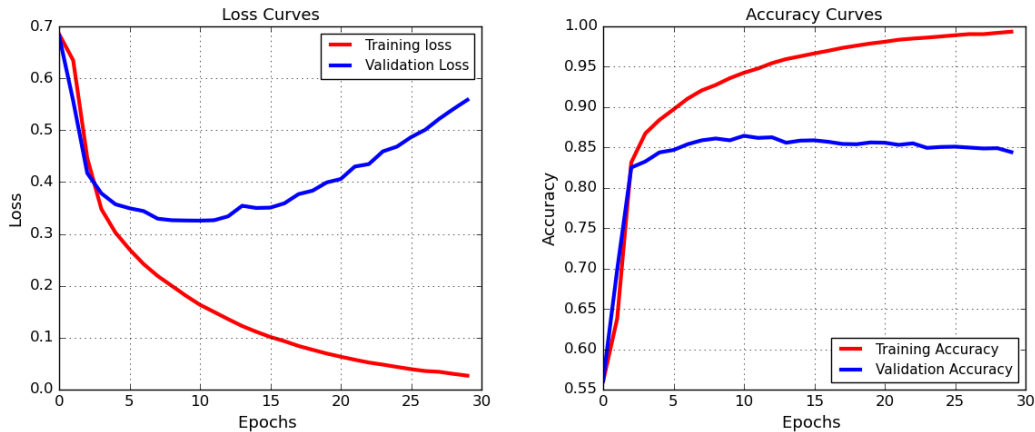 Loss Curves
0.7
0.6
0.5
0.4
0.3
0.2
0.1
0.0
Loss
Training loss
Validation Loss
0 5 10 15 20 25 30
Epochs
Accuracy Curves
1.00
0.95
0.90
0.85
0.80
0.75
0.70
0.65
0.60
0.55
Accuracy
Training Accuracy
Validation Accuracy
0 5 10 15 20 25 30
Epochs